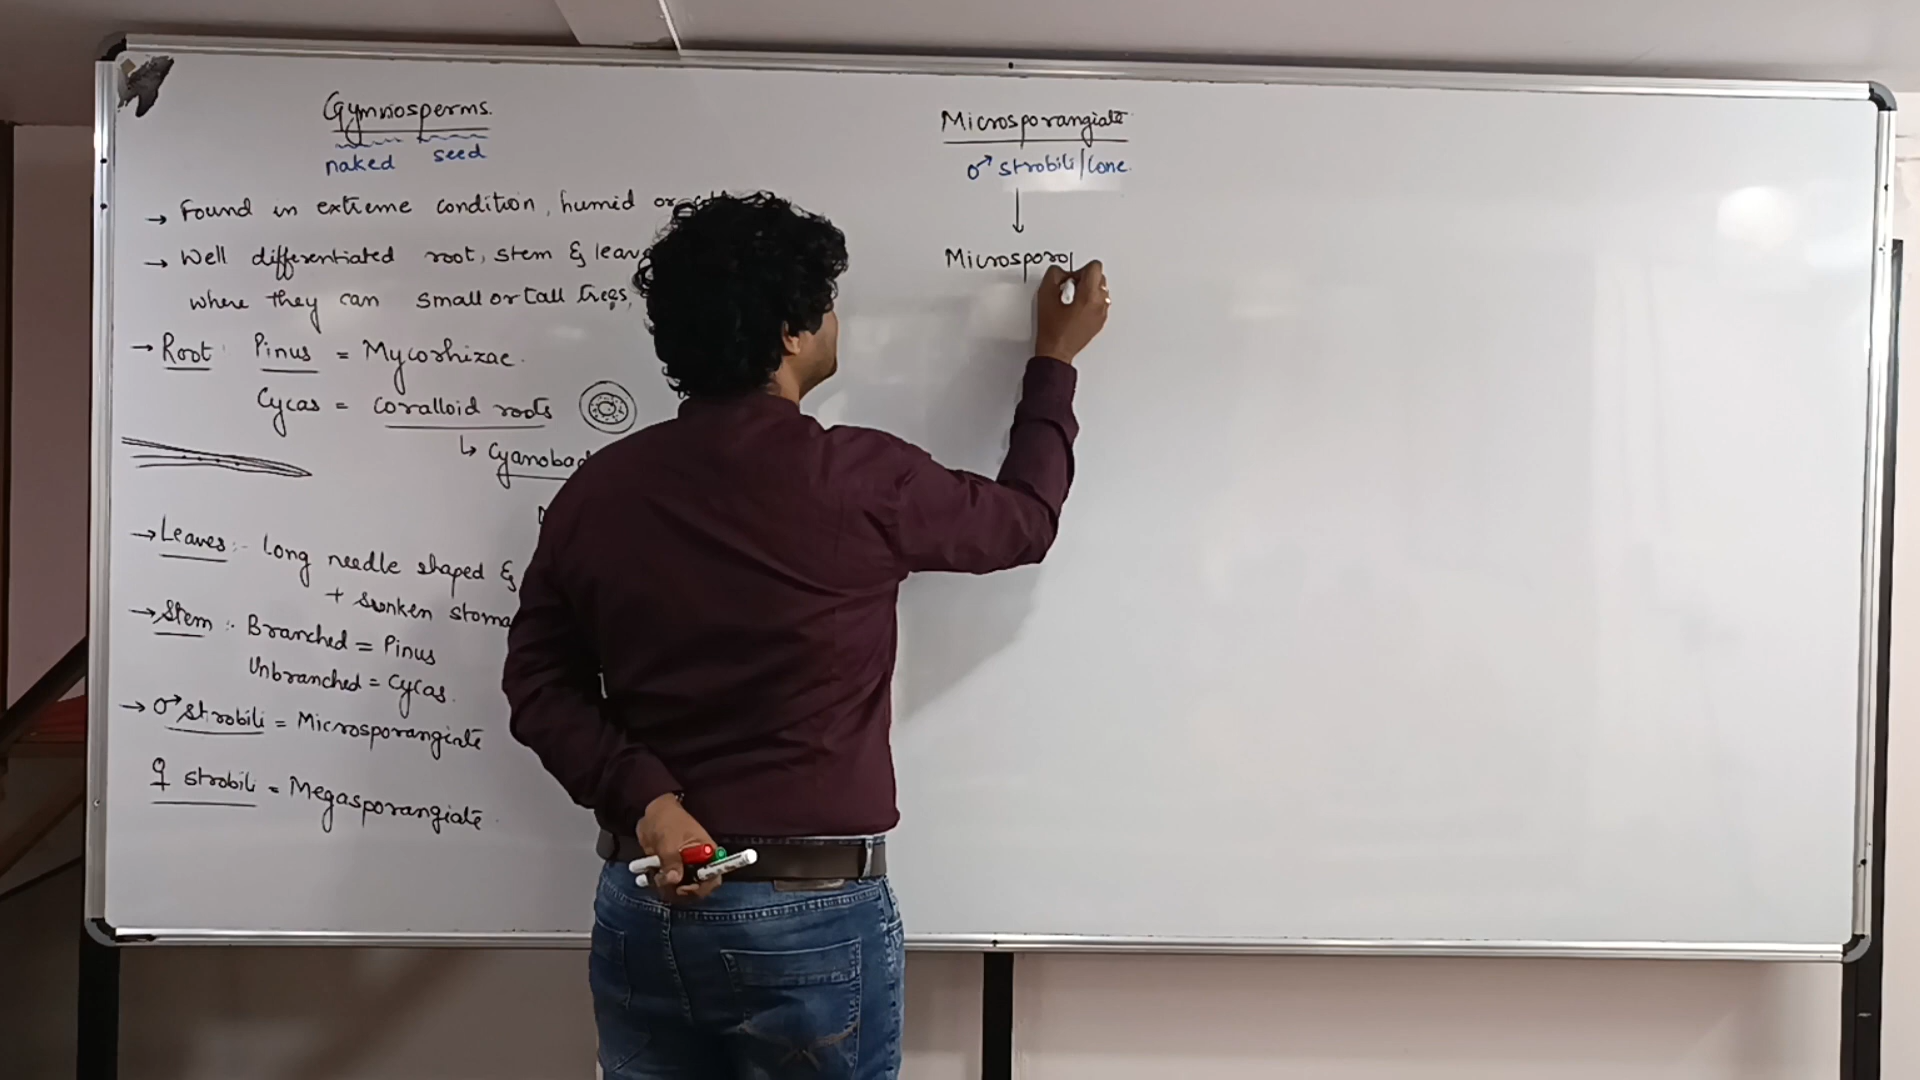 Gymnosperms.
naked seed
→ Found in extreme condition, humid or
→ Well differentiated root, stem & leav
where they can small or tall trees,
→ Root Pinus = Mycorhizae.
Cycas = Coralloid roots
↳ Cyanobac
→ Leaves :- Long needle shaped &
+ sunken stoma
→ Stem :- Branched = Pinus
Unbranched = Cycas.
→ ♂ strobili = Microsporangiate
♀ strobili = Megasporangiate
Microsporangiate
♂ strobili/Cone.
↓
Microsporo